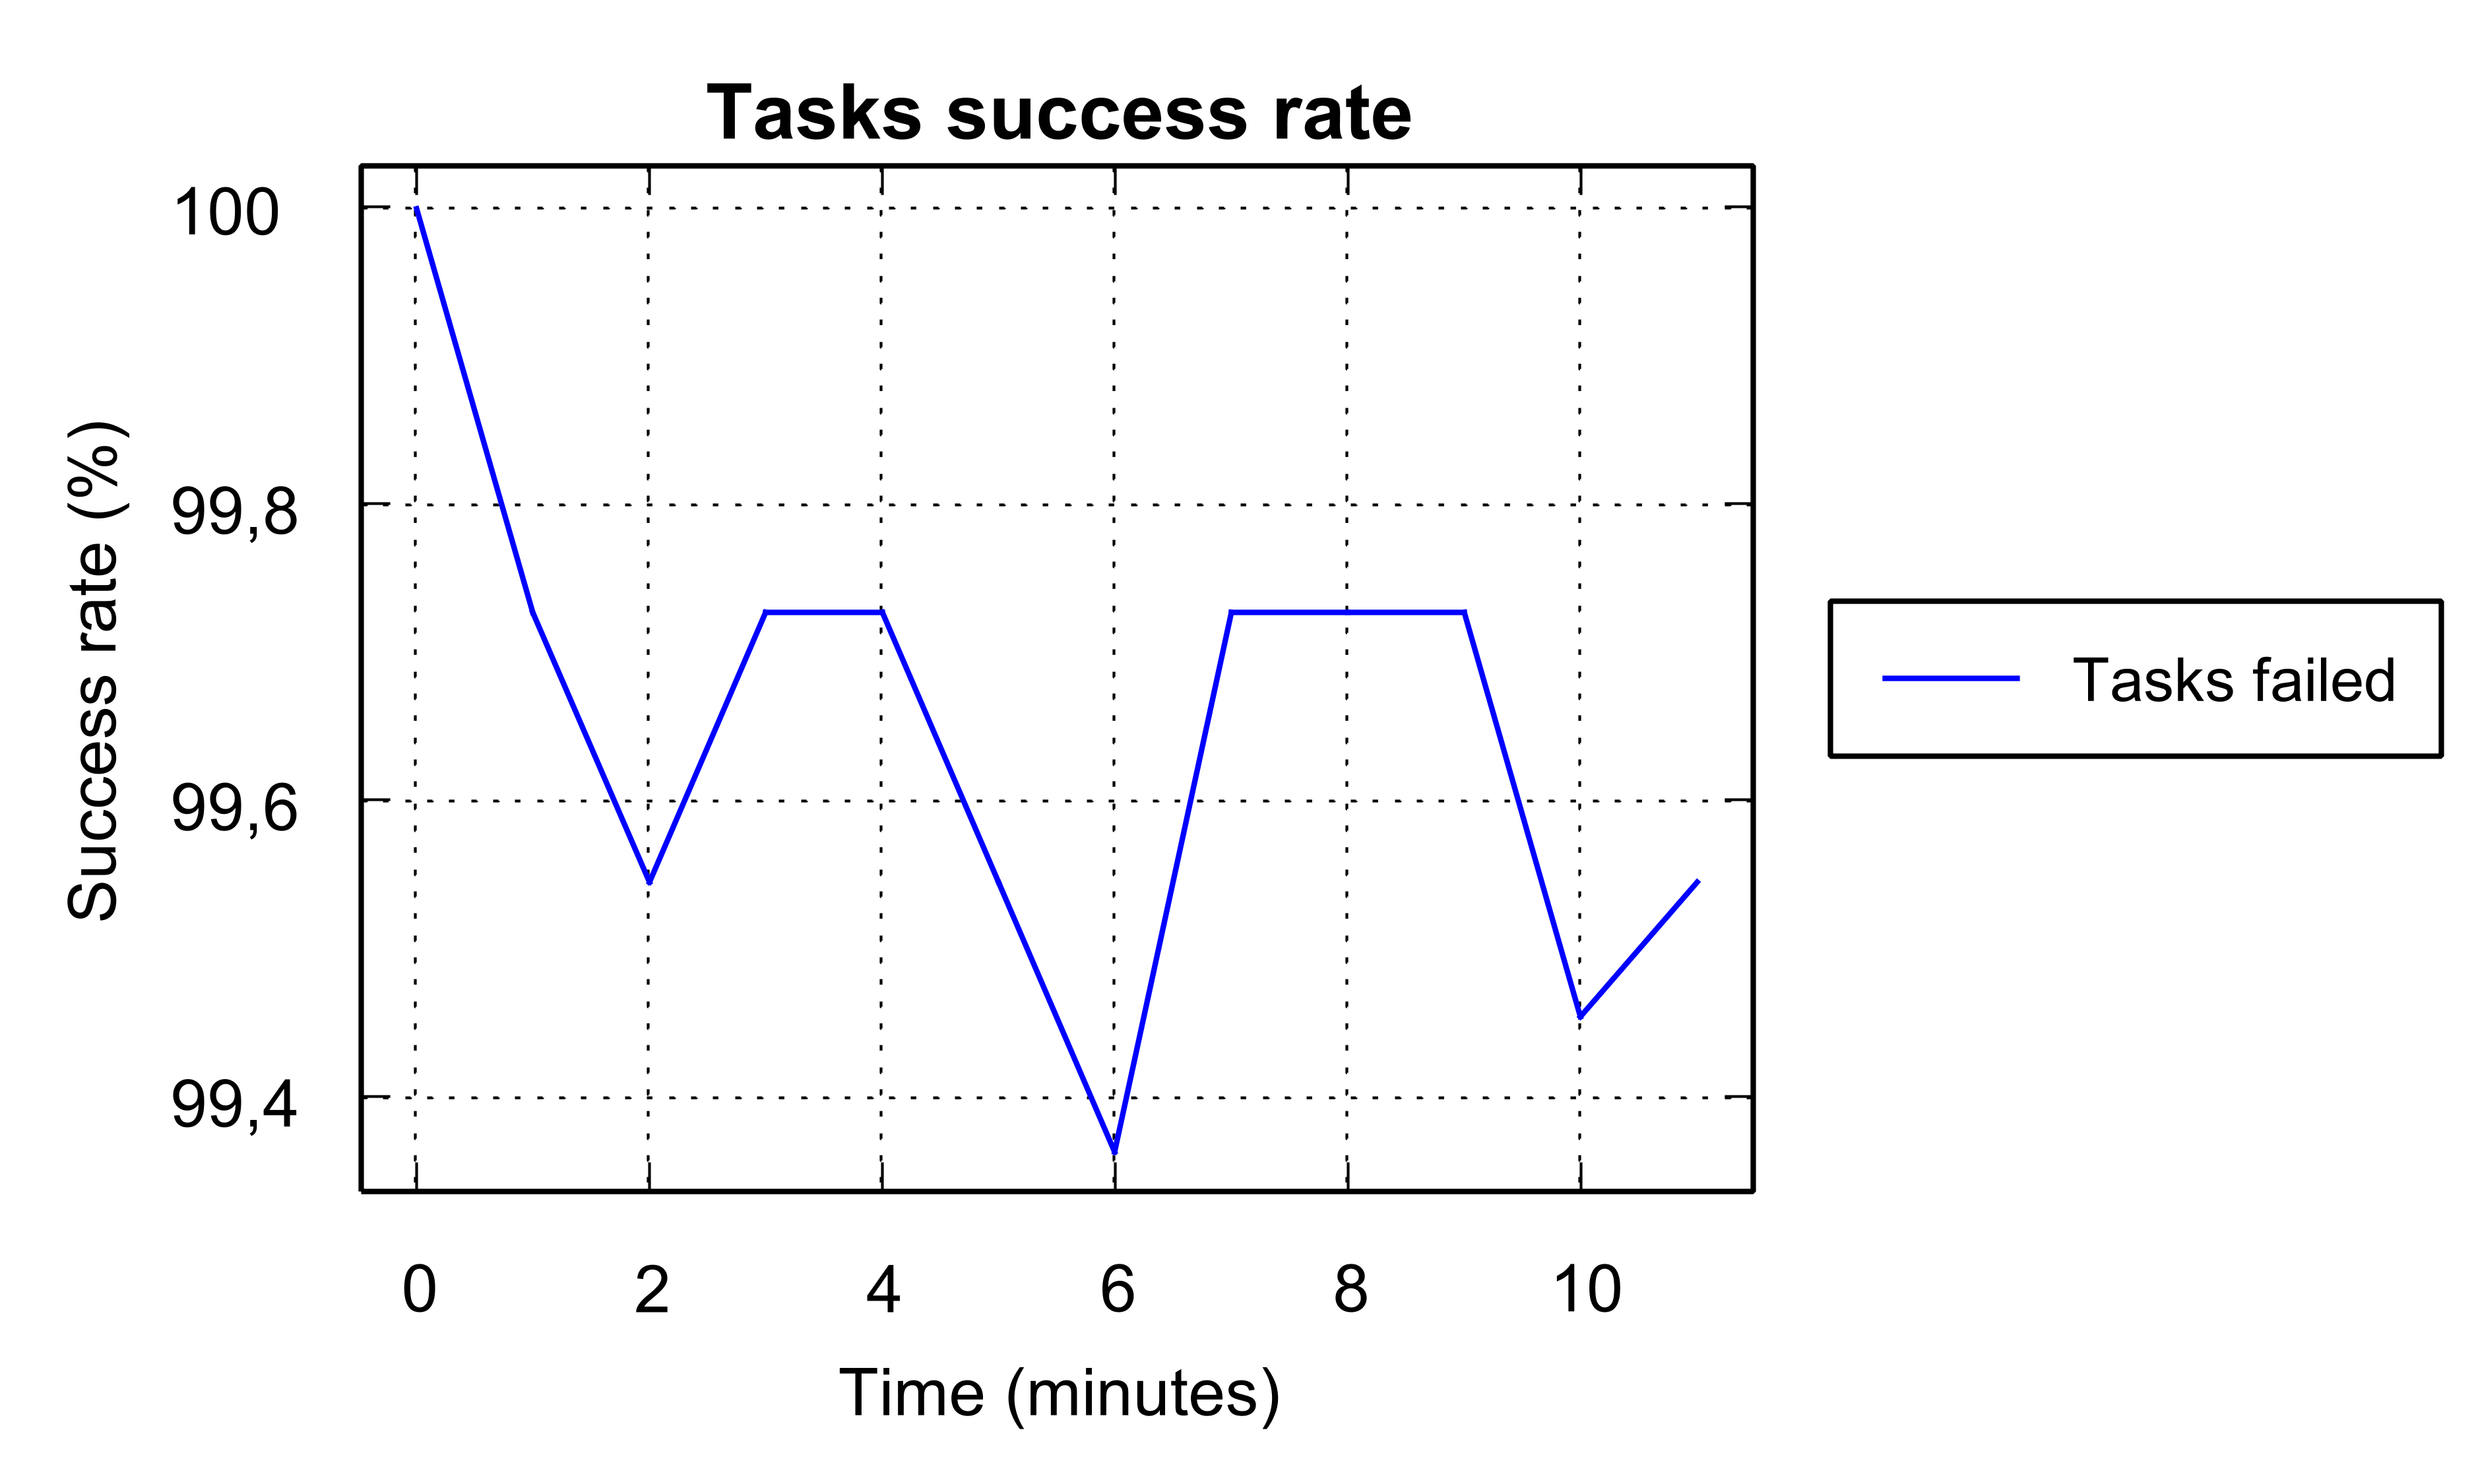 Tasks success rate
100
99,8
99,6
99,4
Success rate (%)
Tasks failed
0 2 4 6 8 10
Time (minutes)